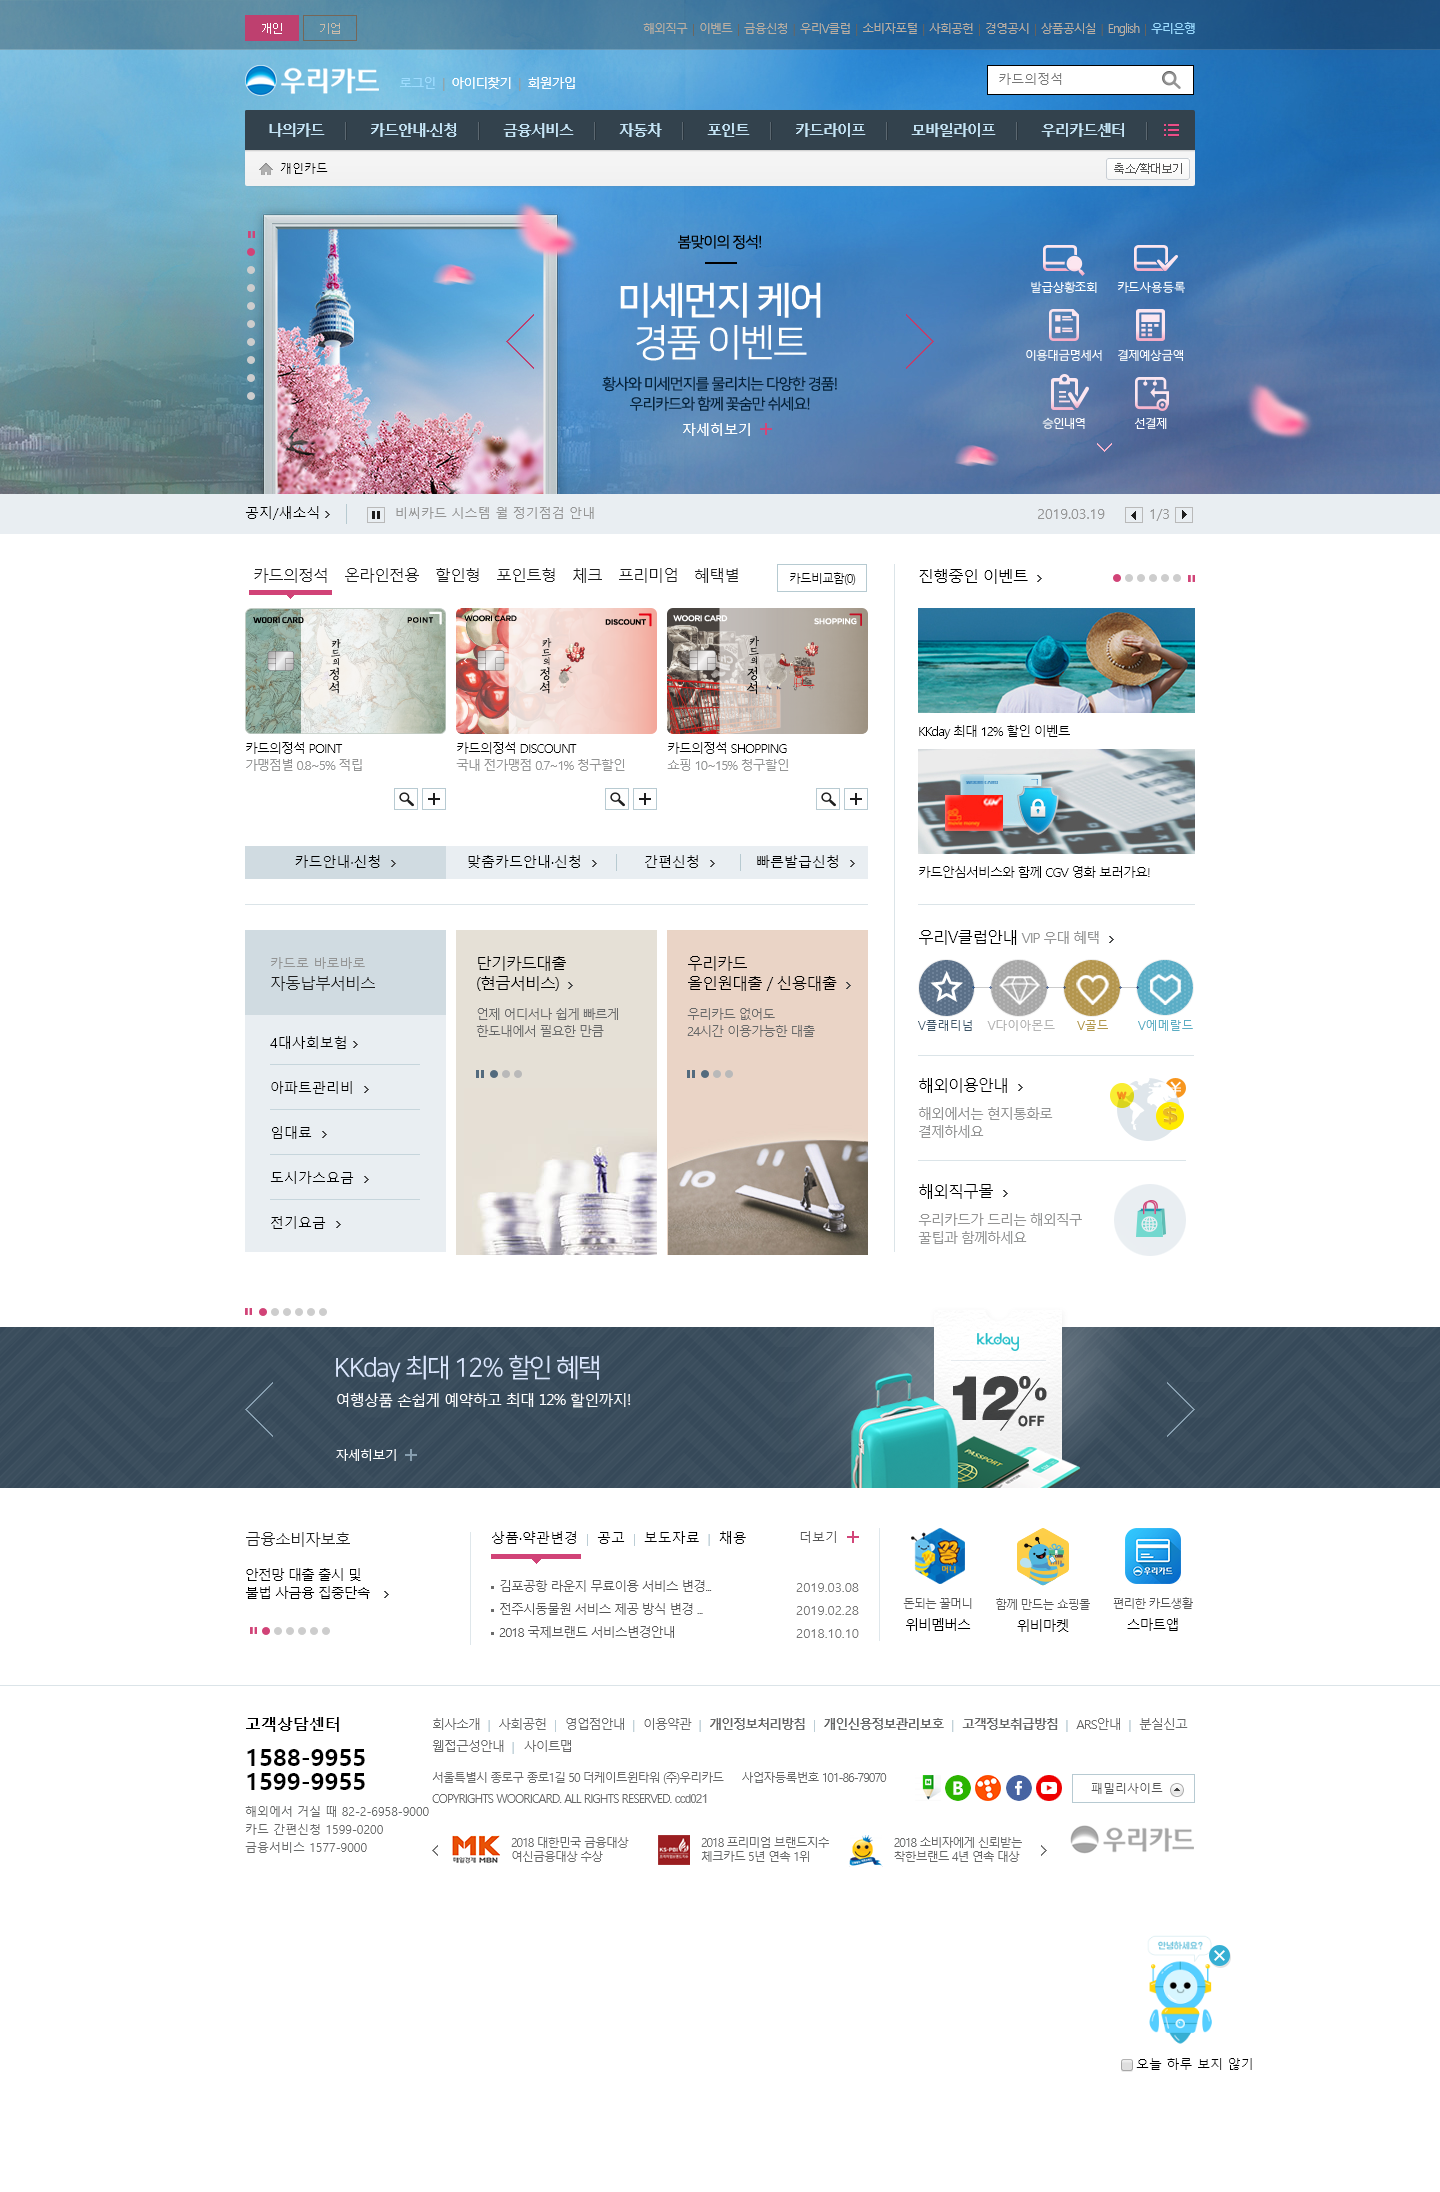 개인 기업
해외직구 이벤트 금융신청 우리V클럽 소비자포털 사회공헌 경영공시 상품공시실 English 우리은행
우리카드 로그인 아이디찾기 회원가입
카드의정석
나의카드 카드안내·신청 금융서비스 자동차 포인트 카드라이프 모바일라이프 우리카드센터
개인카드
축소/확대보기
봄맞이의 정석!
미세먼지 케어
경품 이벤트
황사와 미세먼지를 물리치는 다양한 경품!
우리카드와 함께 꽃숨만 쉬세요!
자세히보기
발급상황조회 카드사용등록
이용대금명세서 결제예상금액
승인내역 선결제
공지/새소식
비씨카드 시스템 월 정기점검 안내
2019.03.19 1/3
카드의정석 온라인전용 할인형 포인트형 체크 프리미엄 혜택별
카드비교함(0)
WOORI CARD POINT
카드의정석
WOORI CARD DISCOUNT
카드의정석
WOORI CARD SHOPPING
카드의정석
카드의정석 POINT
가맹점별 0.8~5% 적립
카드의정석 DISCOUNT
국내 전가맹점 0.7~1% 청구할인
카드의정석 SHOPPING
쇼핑 10~15% 청구할인
카드안내·신청 맞춤카드안내·신청 간편신청 빠른발급신청
진행중인 이벤트
KKday 최대 12% 할인 이벤트
CGV
카드안심서비스와 함께 CGV 영화 보러가요!
카드로 바로바로
자동납부서비스
4대사회보험
아파트관리비
임대료
도시가스요금
전기요금
단기카드대출
(현금서비스)
언제 어디서나 쉽게 빠르게
한도내에서 필요한 만큼
우리카드
올인원대출 / 신용대출
우리카드 없어도
24시간 이용가능한 대출
10
우리V클럽안내 VIP 우대 혜택
V플래티넘 V다이아몬드 V골드 V에메랄드
해외이용안내
해외에서는 현지통화로
결제하세요
해외직구몰
우리카드가 드리는 해외직구
꿀팁과 함께하세요
KKday 최대 12% 할인 혜택
여행상품 손쉽게 예약하고 최대 12% 할인까지!
자세히보기
kkday
12%
OFF
PASSPORT
금융소비자보호
안전망 대출 출시 및
불법 사금융 집중단속
상품·약관변경 공고 보도자료 채용 더보기
김포공항 라운지 무료이용 서비스 변경... 2019.03.08
전주시동물원 서비스 제공 방식 변경 ... 2019.02.28
2018 국제브랜드 서비스변경안내 2018.10.10
꿀머니
돈되는 꿀머니
위비멤버스
함께 만드는 쇼핑몰
위비마켓
우리카드
편리한 카드생활
스마트앱
고객상담센터
1588-9955
1599-9955
해외에서 거실 때 82-2-6958-9000
카드 간편신청 1599-0200
금융서비스 1577-9000
회사소개 사회공헌 영업점안내 이용약관 개인정보처리방침 개인신용정보관리보호 고객정보취급방침 ARS안내 분실신고
웹접근성안내 사이트맵
서울특별시 종로구 종로1길 50 더케이트윈타워 (주)우리카드 사업자등록번호 101-86-79070
COPYRIGHTS WOORICARD. ALL RIGHTS RESERVED. ccd021
패밀리사이트
MK
매일경제 MBN
2018 대한민국 금융대상
여신금융대상 수상
KS-PBI
2018 프리미엄 브랜드지수
체크카드 5년 연속 1위
2018 소비자에게 신뢰받는
착한브랜드 4년 연속 대상
우리카드
안녕하세요?
오늘 하루 보지 않기